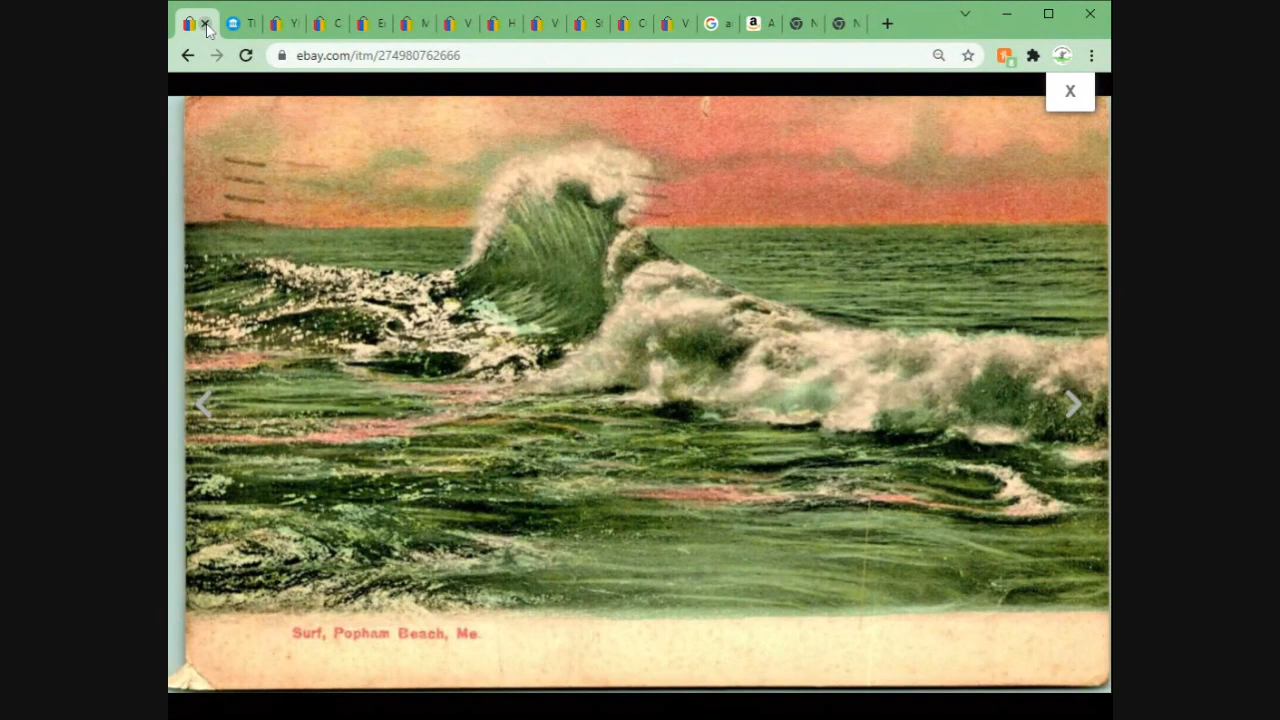 T Y C E M V H V S C V a A N N
ebay.com/itm/274980762666
X
Surf, Popham Beach, Me.